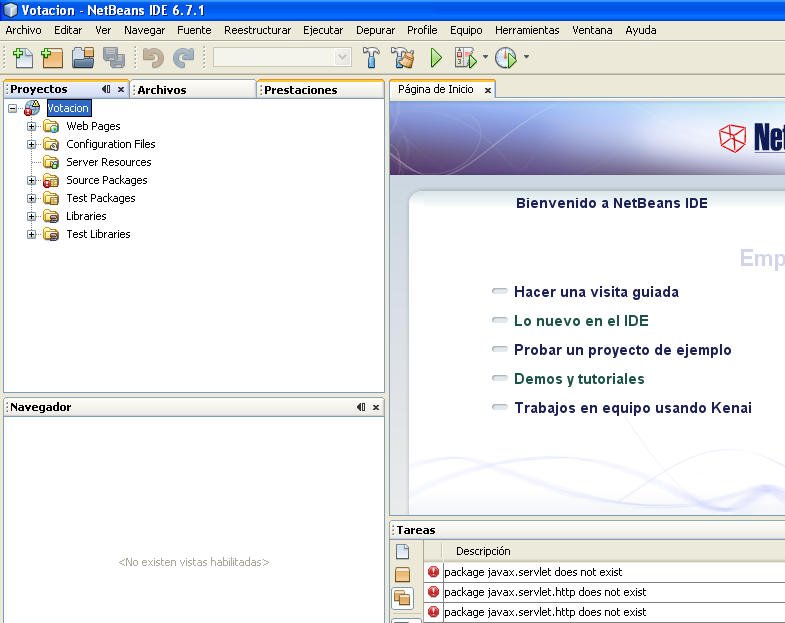 Votacion - NetBeans IDE 6.7.1
Archivo Editar Ver Navegar Fuente Reestructurar Ejecutar Depurar Profile Equipo Herramientas Ventana Ayuda
Proyectos Archivos Prestaciones
Votacion
Web Pages
Configuration Files
Server Resources
Source Packages
Test Packages
Libraries
Test Libraries
Navegador
<No existen vistas habilitadas>
Página de Inicio
Net
Bienvenido a NetBeans IDE
Emp
Hacer una visita guiada
Lo nuevo en el IDE
Probar un proyecto de ejemplo
Demos y tutoriales
Trabajos en equipo usando Kenai
Tareas
Descripción
package javax.servlet does not exist
package javax.servlet.http does not exist
package javax.servlet.http does not exist